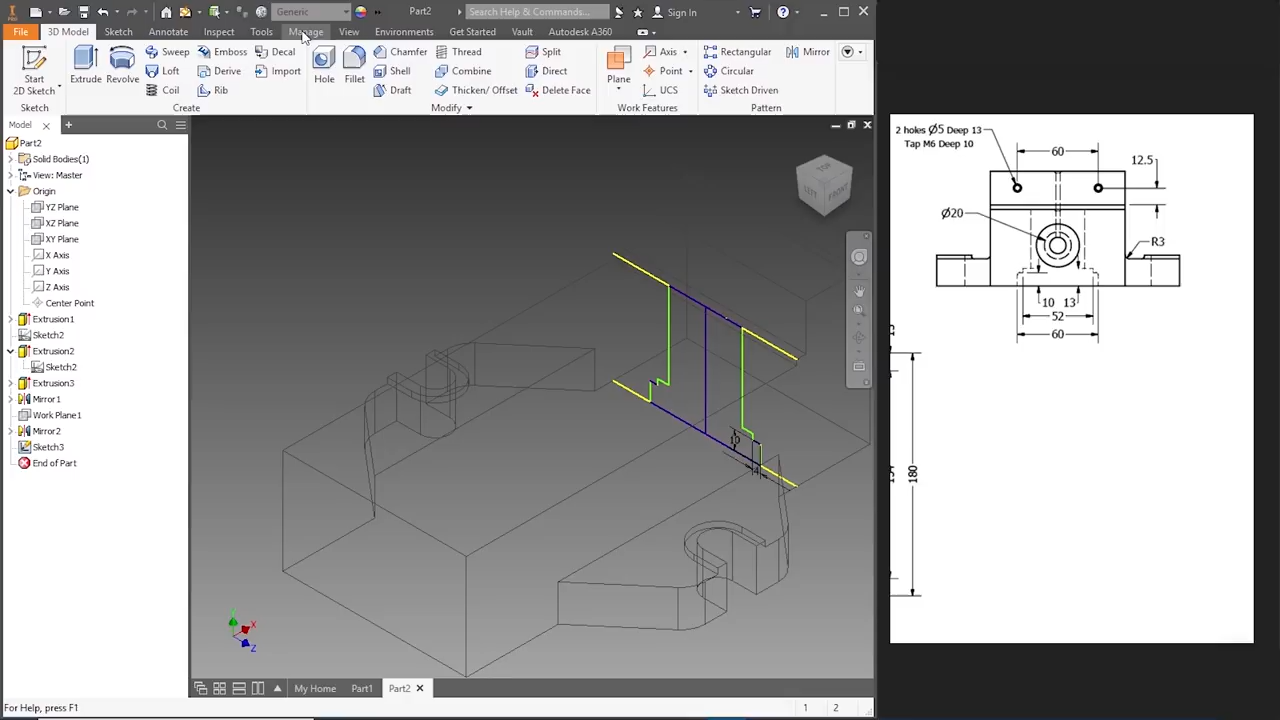 PRO
Generic
Part2
Search Help & Commands...
Sign In
File
3D Model
Sketch
Annotate
Inspect
Tools
Manage
View
Environments
Get Started
Vault
Autodesk A360
Start
2D Sketch
Sketch
Extrude
Revolve
Sweep
Loft
Coil
Emboss
Derive
Rib
Decal
Import
Create
Hole
Fillet
Chamfer
Shell
Draft
Thread
Combine
Thicken/ Offset
Split
Direct
Delete Face
Modify
Plane
Axis
Point
UCS
Work Features
Rectangular
Circular
Sketch Driven
Mirror
Pattern
Model
Part2
Solid Bodies(1)
View: Master
Origin
YZ Plane
XZ Plane
XY Plane
X Axis
Y Axis
Z Axis
Center Point
Extrusion1
Sketch2
Extrusion2
Sketch2
Extrusion3
Mirror1
Work Plane1
Mirror2
Sketch3
End of Part
TOP
LEFT
FRONT
10
4
Y
X
Z
My Home
Part1
Part2
For Help, press F1
1
2
2 holes Ø5 Deep 13
Tap M6 Deep 10
60
12.5
Ø20
R3
10
13
52
60
180